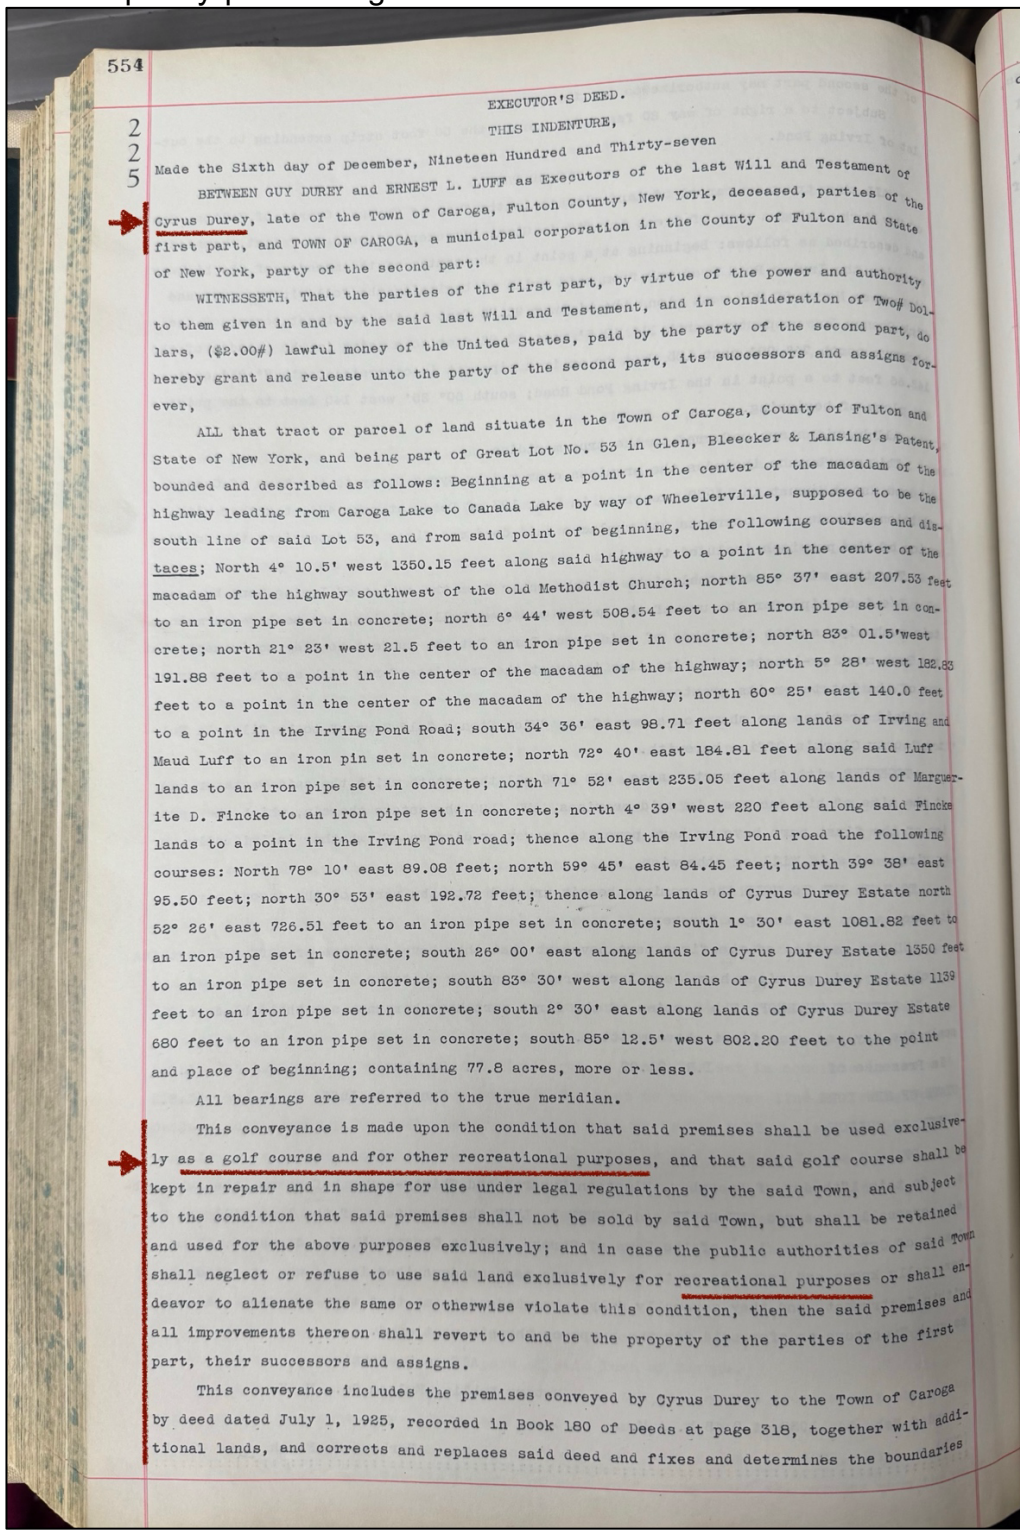 554
2
2
5
EXECUTOR'S DEED.
THIS INDENTURE,
Made the Sixth day of December, Nineteen Hundred and Thirty-seven
BETWEEN GUY DUREY and ERNEST L. LUFF as Executors of the last Will and Testament of
Cyrus Durey, late of the Town of Caroga, Fulton County, New York, deceased, parties of the
first part, and TOWN OF CAROGA, a municipal corporation in the County of Fulton and State
of New York, party of the second part:
WITNESSETH, That the parties of the first part, by virtue of the power and authority
to them given in and by the said last Will and Testament, and in consideration of Two# Dol-
lars, ($2.00#) lawful money of the United States, paid by the party of the second part, do
hereby grant and release unto the party of the second part, its successors and assigns for-
ever,
ALL that tract or parcel of land situate in the Town of Caroga, County of Fulton and
State of New York, and being part of Great Lot No. 53 in Glen, Bleecker & Lansing's Patent,
bounded and described as follows: Beginning at a point in the center of the macadam of the
highway leading from Caroga Lake to Canada Lake by way of Wheelerville, supposed to be the
south line of said Lot 53, and from said point of beginning, the following courses and dis-
taces; North 4° 10.5' west 1350.15 feet along said highway to a point in the center of the
macadam of the highway southwest of the old Methodist Church; north 85° 37' east 207.53 feet
to an iron pipe set in concrete; north 6° 44' west 508.54 feet to an iron pipe set in con-
crete; north 21° 23' west 21.5 feet to an iron pipe set in concrete; north 83° 01.5'west
191.88 feet to a point in the center of the macadam of the highway; north 5° 28' west 182.83
feet to a point in the center of the macadam of the highway; north 60° 25' east 140.0 feet
to a point in the Irving Pond Road; south 34° 36' east 98.71 feet along lands of Irving and
Maud Luff to an iron pin set in concrete; north 72° 40' east 184.81 feet along said Luff
lands to an iron pipe set in concrete; north 71° 52' east 235.05 feet along lands of Marguer-
ite D. Fincke to an iron pipe set in concrete; north 4° 39' west 220 feet along said Fincke
lands to a point in the Irving Pond road; thence along the Irving Pond road the following
courses: North 78° 10' east 89.08 feet; north 59° 45' east 84.45 feet; north 39° 38' east
95.50 feet; north 30° 53' east 192.72 feet; thence along lands of Cyrus Durey Estate north
52° 26' east 726.51 feet to an iron pipe set in concrete; south 1° 30' east 1081.82 feet to
an iron pipe set in concrete; south 26° 00' east along lands of Cyrus Durey Estate 1350 feet
to an iron pipe set in concrete; south 83° 30' west along lands of Cyrus Durey Estate 1139
feet to an iron pipe set in concrete; south 2° 30' east along lands of Cyrus Durey Estate
680 feet to an iron pipe set in concrete; south 85° 12.5' west 802.20 feet to the point
and place of beginning; containing 77.8 acres, more or less.
All bearings are referred to the true meridian.
This conveyance is made upon the condition that said premises shall be used exclusive-
ly as a golf course and for other recreational purposes, and that said golf course shall be
kept in repair and in shape for use under legal regulations by the said Town, and subject
to the condition that said premises shall not be sold by said Town, but shall be retained
and used for the above purposes exclusively; and in case the public authorities of said Town
shall neglect or refuse to use said land exclusively for recreational purposes or shall en-
deavor to alienate the same or otherwise violate this condition, then the said premises and
all improvements thereon shall revert to and be the property of the parties of the first
part, their successors and assigns.
This conveyance includes the premises conveyed by Cyrus Durey to the Town of Caroga
by deed dated July 1, 1925, recorded in Book 180 of Deeds at page 318, together with addi-
tional lands, and corrects and replaces said deed and fixes and determines the boundaries